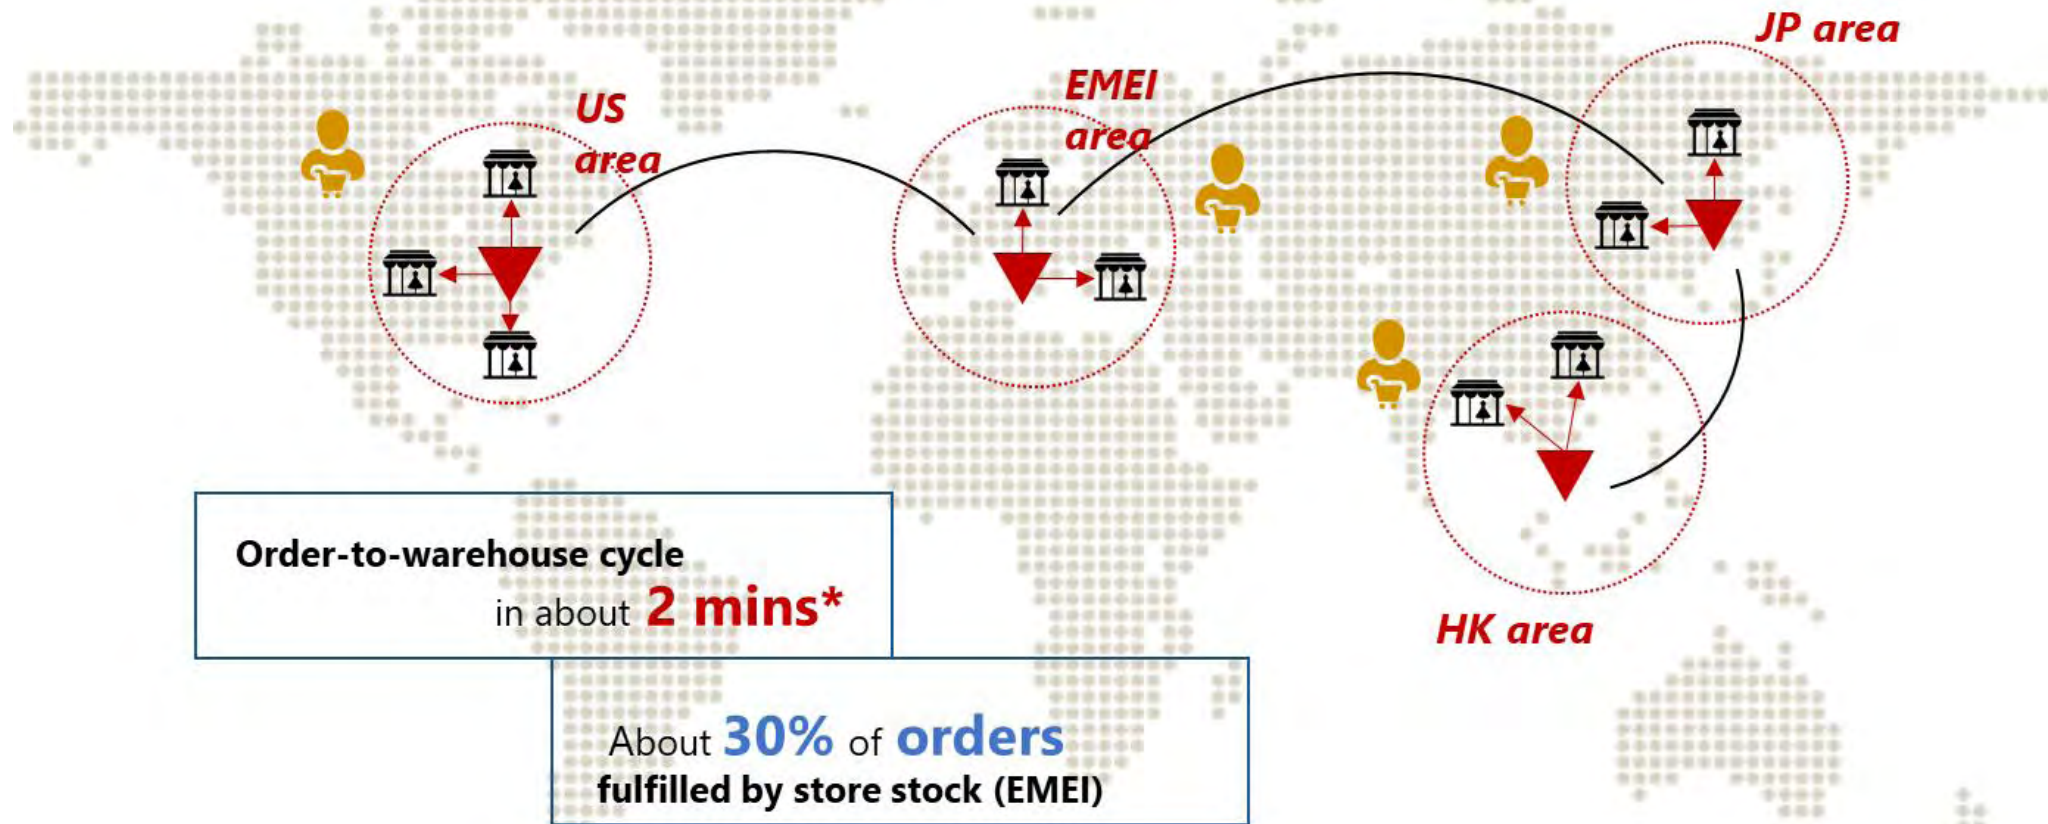 JP area
EMEI
area
US
area
HK area
Order-to-warehouse cycle
in about 2 mins*
About 30% of orders
fulfilled by store stock (EMEI)